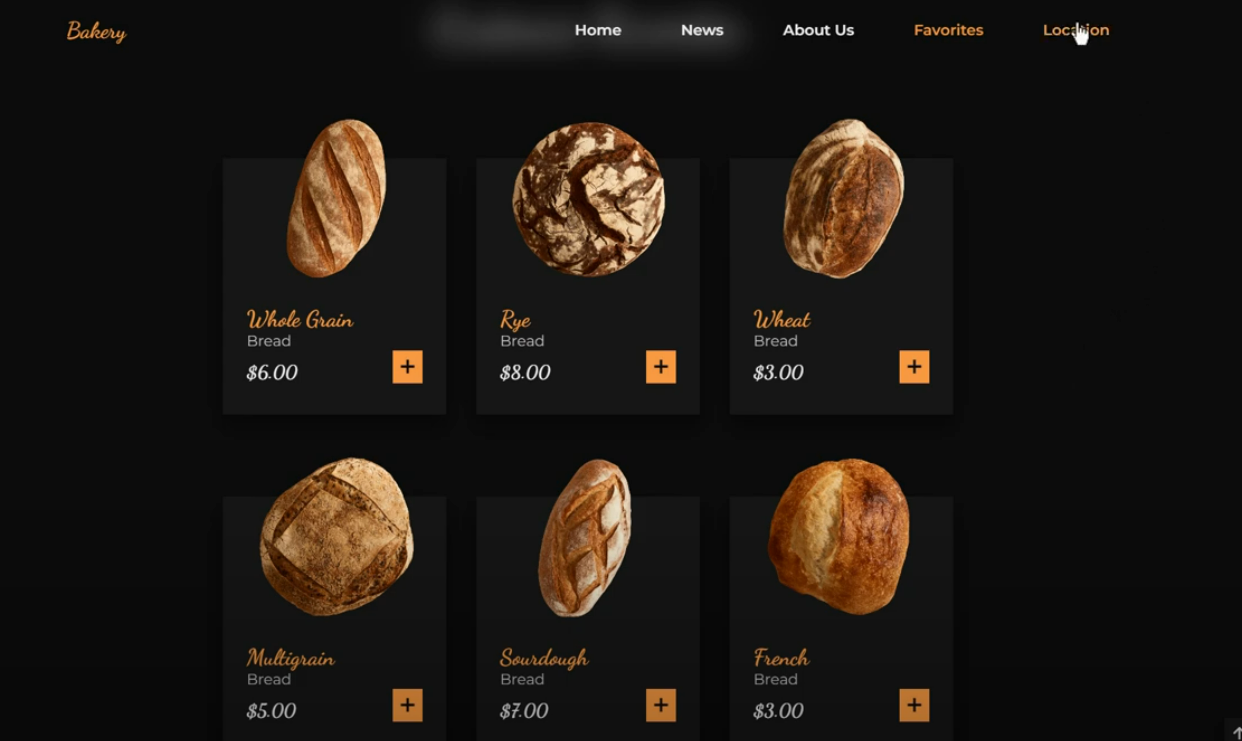 Bakery
Home News About Us Favorites Location
Whole Grain
Bread
$6.00
+
Rye
Bread
$8.00
+
Wheat
Bread
$3.00
+
Multigrain
Bread
$5.00
+
Sourdough
Bread
$7.00
+
French
Bread
$3.00
+